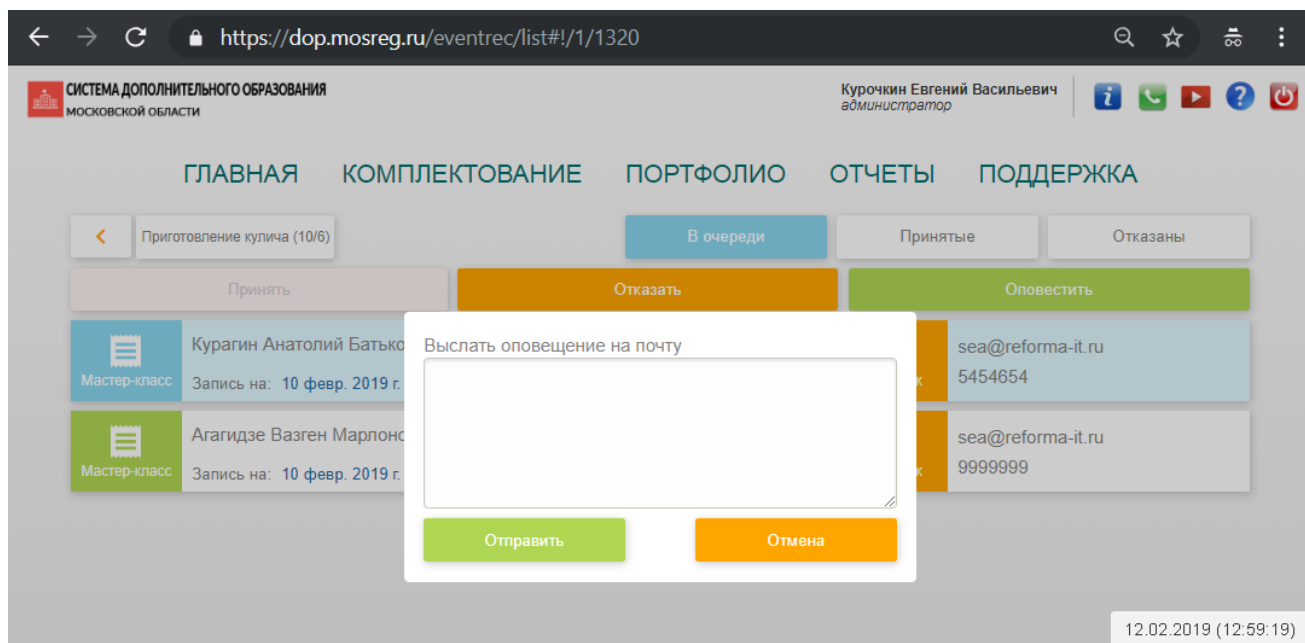 https://dop.mosreg.ru/eventrec/list#!/1/1320
СИСТЕМА ДОПОЛНИТЕЛЬНОГО ОБРАЗОВАНИЯ
МОСКОВСКОЙ ОБЛАСТИ
Курочкин Евгений Васильевич
администратор
ГЛАВНАЯ КОМПЛЕКТОВАНИЕ ПОРТФОЛИО ОТЧЕТЫ ПОДДЕРЖКА
Приготовление кулича (10/6) В очереди Принятые Отказаны
Принять Отказать Оповестить
Курагин Анатолий Батько
Мастер-класс Запись на: 10 февр. 2019 г.
sea@reforma-it.ru
к 5454654
Агагидзе Вазген Марлоно
Мастер-класс Запись на: 10 февр. 2019 г.
sea@reforma-it.ru
к 9999999
Выслать оповещение на почту
Отправить Отмена
12.02.2019 (12:59:19)